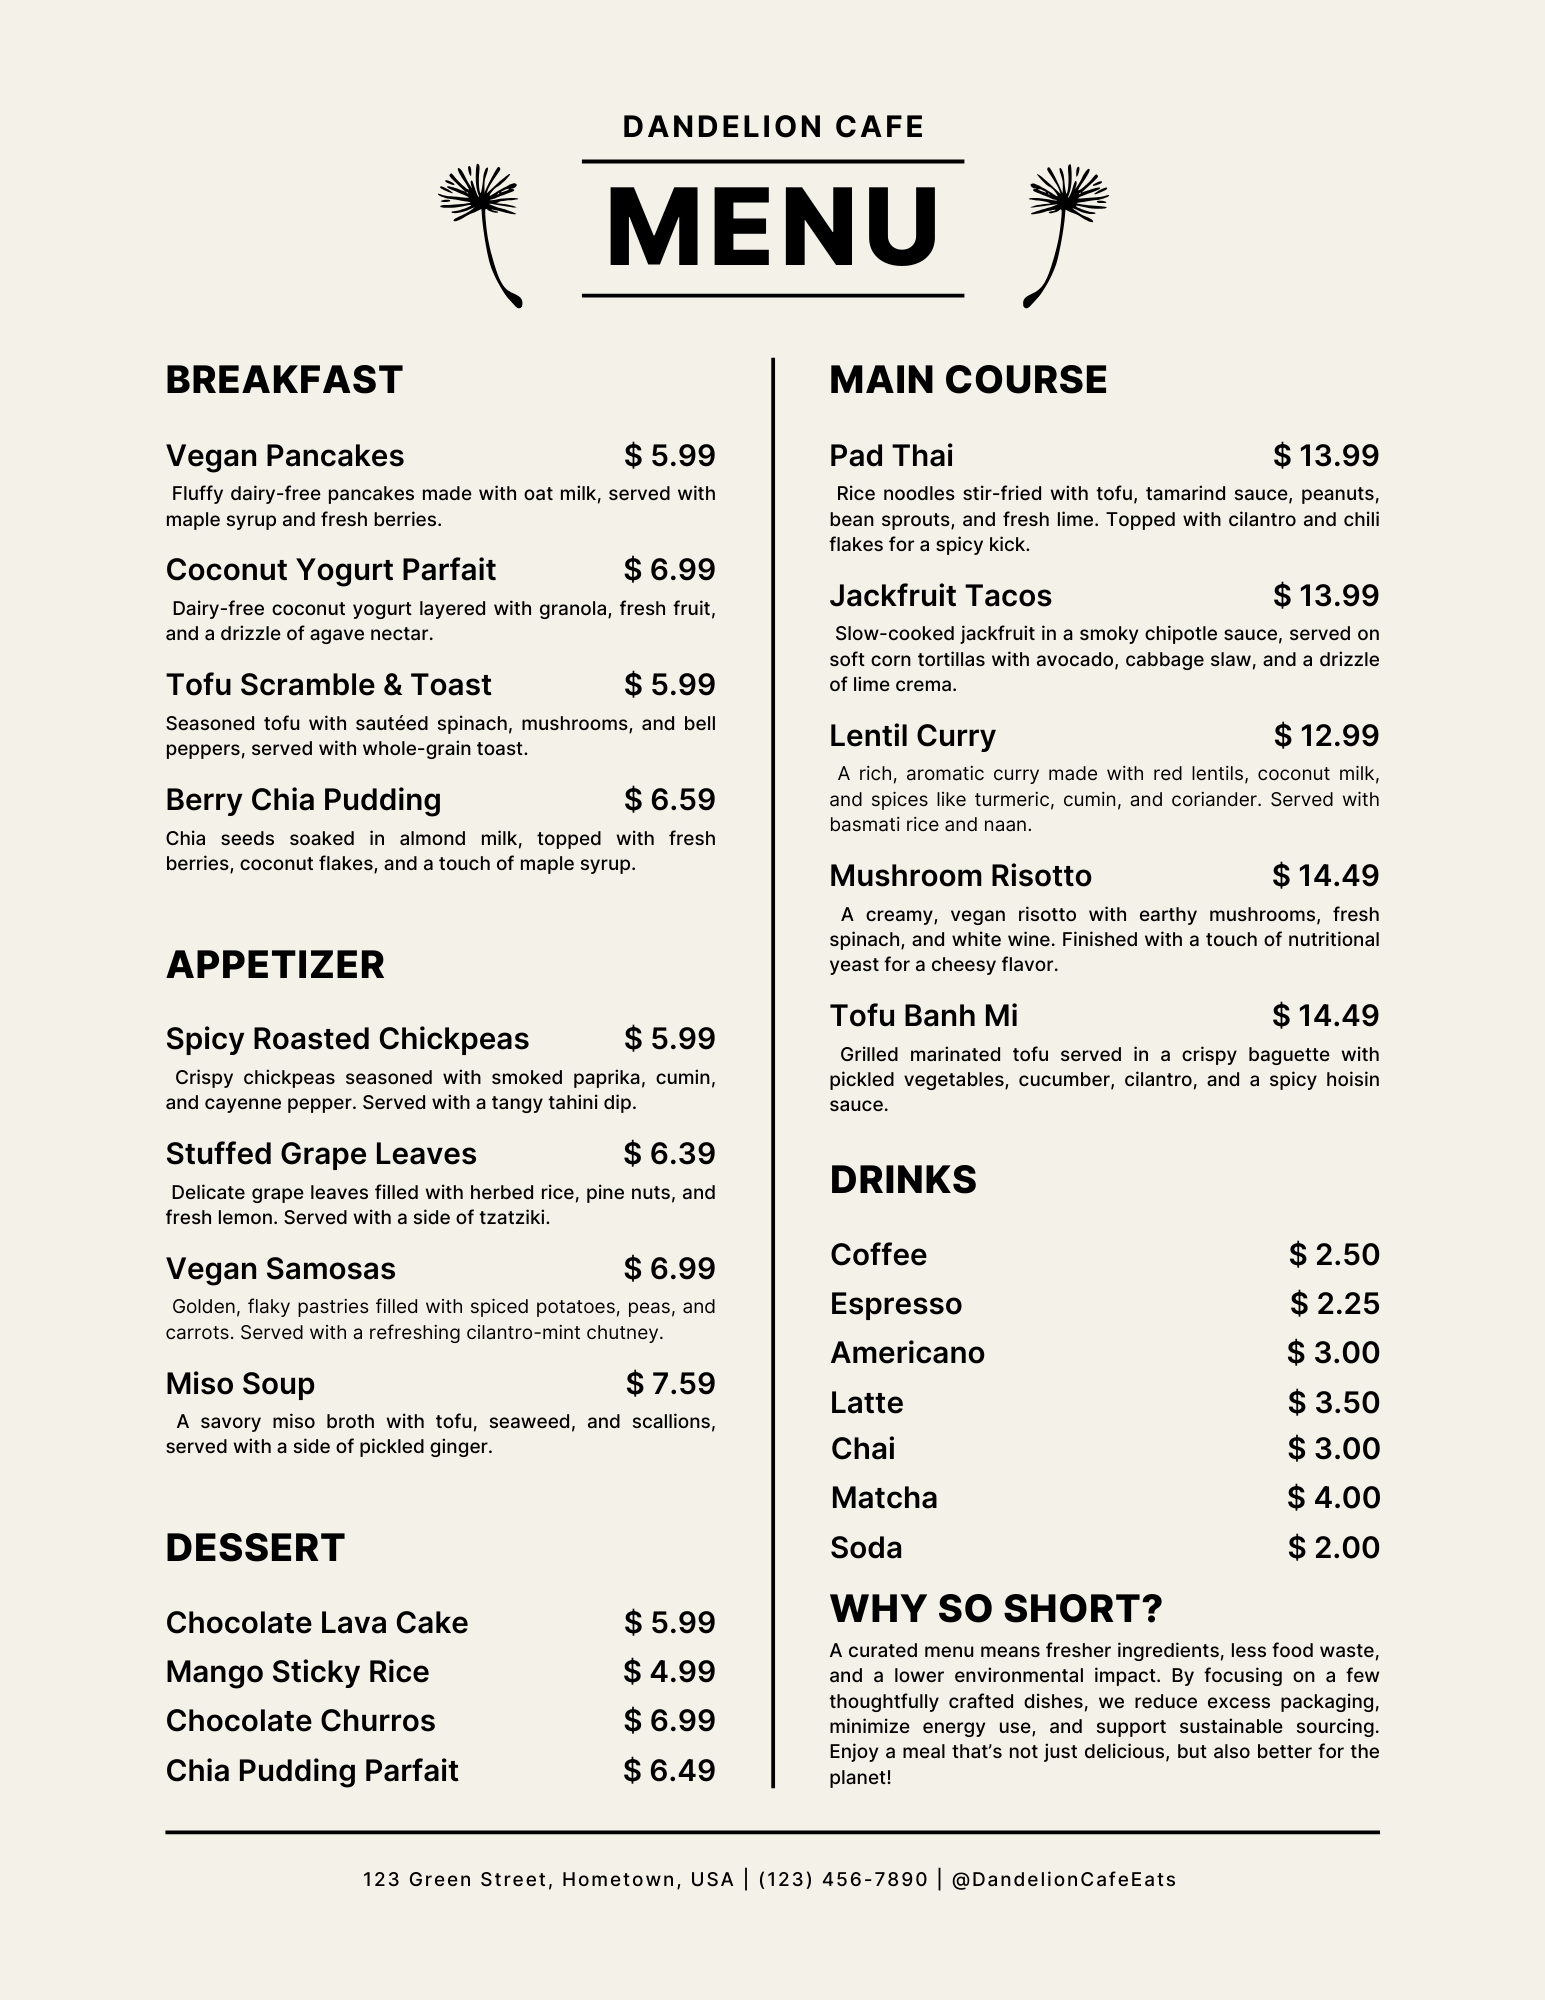 DANDELION CAFE
MENU
BREAKFAST
Vegan Pancakes $ 5.99
Fluffy dairy-free pancakes made with oat milk, served with
maple syrup and fresh berries.
Coconut Yogurt Parfait $ 6.99
Dairy-free coconut yogurt layered with granola, fresh fruit,
and a drizzle of agave nectar.
Tofu Scramble & Toast $ 5.99
Seasoned tofu with sautéed spinach, mushrooms, and bell
peppers, served with whole-grain toast.
Berry Chia Pudding $ 6.59
Chia seeds soaked in almond milk, topped with fresh
berries, coconut flakes, and a touch of maple syrup.
APPETIZER
Spicy Roasted Chickpeas $ 5.99
Crispy chickpeas seasoned with smoked paprika, cumin,
and cayenne pepper. Served with a tangy tahini dip.
Stuffed Grape Leaves $ 6.39
Delicate grape leaves filled with herbed rice, pine nuts, and
fresh lemon. Served with a side of tzatziki.
Vegan Samosas $ 6.99
Golden, flaky pastries filled with spiced potatoes, peas, and
carrots. Served with a refreshing cilantro-mint chutney.
Miso Soup $ 7.59
A savory miso broth with tofu, seaweed, and scallions,
served with a side of pickled ginger.
DESSERT
Chocolate Lava Cake $ 5.99
Mango Sticky Rice $ 4.99
Chocolate Churros $ 6.99
Chia Pudding Parfait $ 6.49
MAIN COURSE
Pad Thai $ 13.99
Rice noodles stir-fried with tofu, tamarind sauce, peanuts,
bean sprouts, and fresh lime. Topped with cilantro and chili
flakes for a spicy kick.
Jackfruit Tacos $ 13.99
Slow-cooked jackfruit in a smoky chipotle sauce, served on
soft corn tortillas with avocado, cabbage slaw, and a drizzle
of lime crema.
Lentil Curry $ 12.99
A rich, aromatic curry made with red lentils, coconut milk,
and spices like turmeric, cumin, and coriander. Served with
basmati rice and naan.
Mushroom Risotto $ 14.49
A creamy, vegan risotto with earthy mushrooms, fresh
spinach, and white wine. Finished with a touch of nutritional
yeast for a cheesy flavor.
Tofu Banh Mi $ 14.49
Grilled marinated tofu served in a crispy baguette with
pickled vegetables, cucumber, cilantro, and a spicy hoisin
sauce.
DRINKS
Coffee $ 2.50
Espresso $ 2.25
Americano $ 3.00
Latte $ 3.50
Chai $ 3.00
Matcha $ 4.00
Soda $ 2.00
WHY SO SHORT?
A curated menu means fresher ingredients, less food waste,
and a lower environmental impact. By focusing on a few
thoughtfully crafted dishes, we reduce excess packaging,
minimize energy use, and support sustainable sourcing.
Enjoy a meal that's not just delicious, but also better for the
planet!
123 Green Street, Hometown, USA | (123) 456-7890 | @DandelionCafeEats